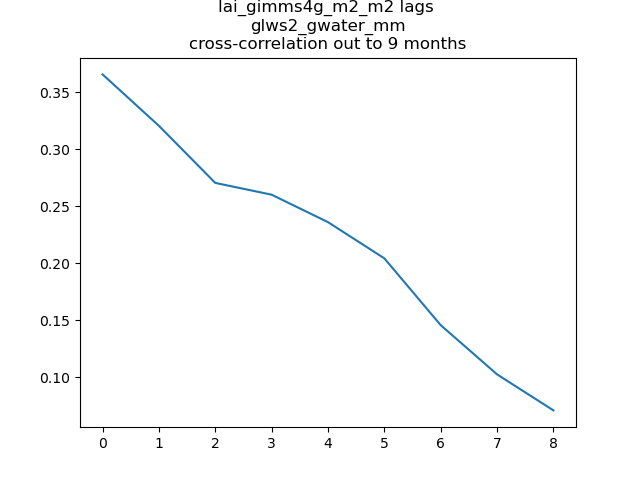 lai_gimms4g_m2_m2 lags
glws2_gwater_mm
cross-correlation out to 9 months
0.35
0.30
0.25
0.20
0.15
0.10
0 1 2 3 4 5 6 7 8